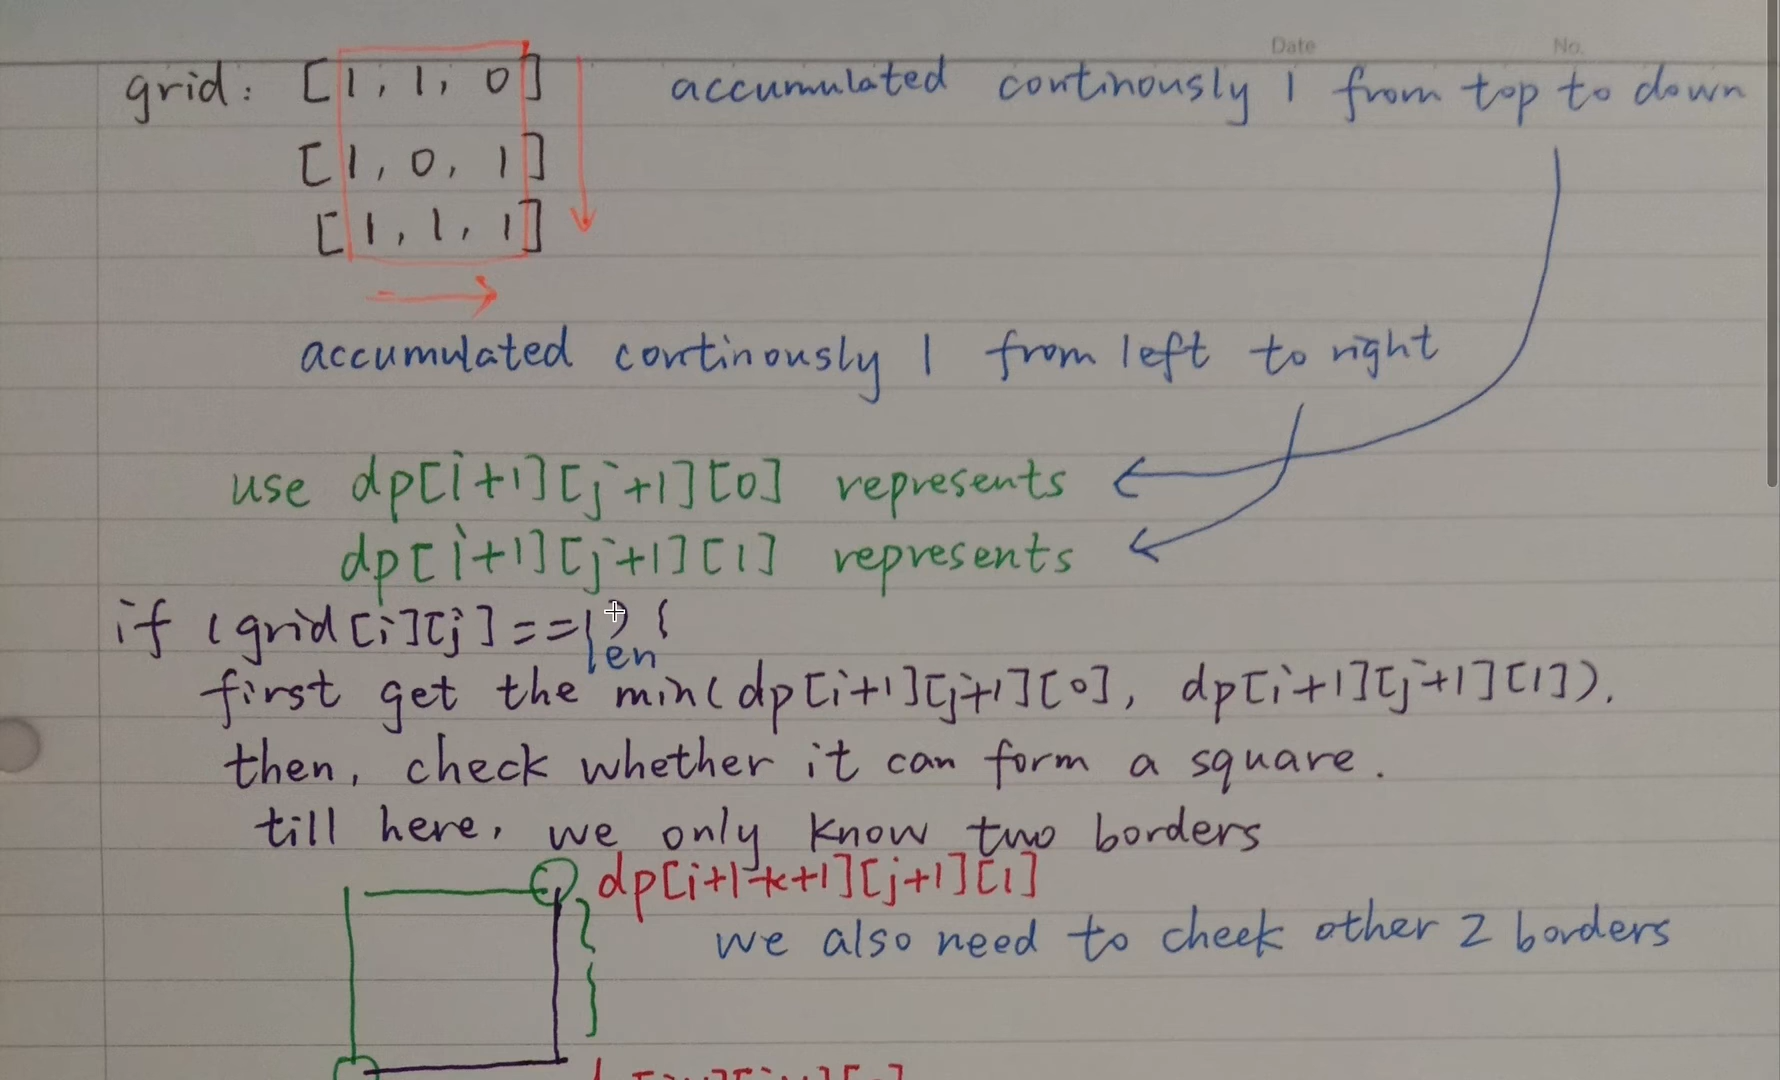 Date No.
grid: [1, 1, 0] accumulated continously 1 from top to down
[1, 0, 1]
[1, 1, 1]
accumulated continously 1 from left to right
use dp[i+1][j+1][0] represents
dp[i+1][j+1][1] represents
if (grid[i][j]==1) {
len
first get the min(dp[i+1][j+1][0], dp[i+1][j+1][1]).
then, check whether it can form a square.
till here, we only know two borders
dp[i+1-k+1][j+1][1]
we also need to check other 2 borders